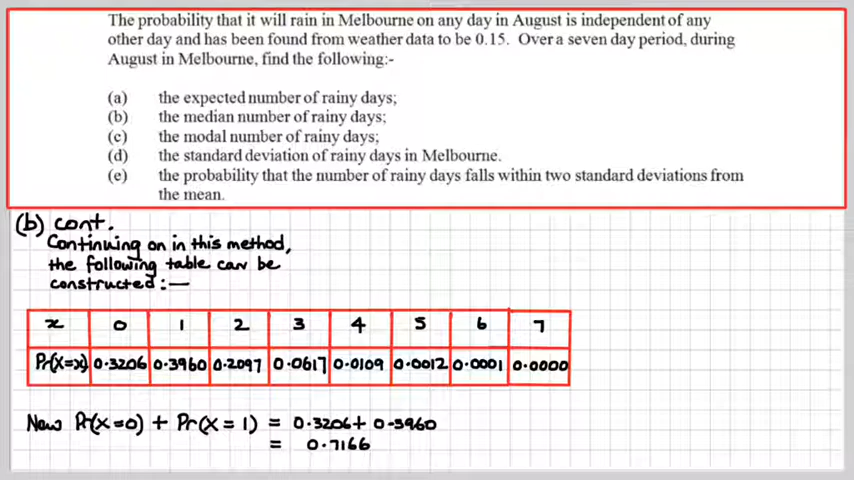 The probability that it will rain in Melbourne on any day in August is independent of any
other day and has been found from weather data to be 0.15. Over a seven day period, during
August in Melbourne, find the following:-
(a) the expected number of rainy days;
(b) the median number of rainy days;
(c) the modal number of rainy days;
(d) the standard deviation of rainy days in Melbourne.
(e) the probability that the number of rainy days falls within two standard deviations from
the mean.
(b) cont.
Continuing on in this method,
the following table can be
constructed:—
x 0 1 2 3 4 5 6 7
Pr(X=x) 0.3206 0.3960 0.2097 0.0617 0.0109 0.0012 0.0001 0.0000
Now Pr(X=0) + Pr(X=1) = 0.3206+ 0.3960
= 0.7166